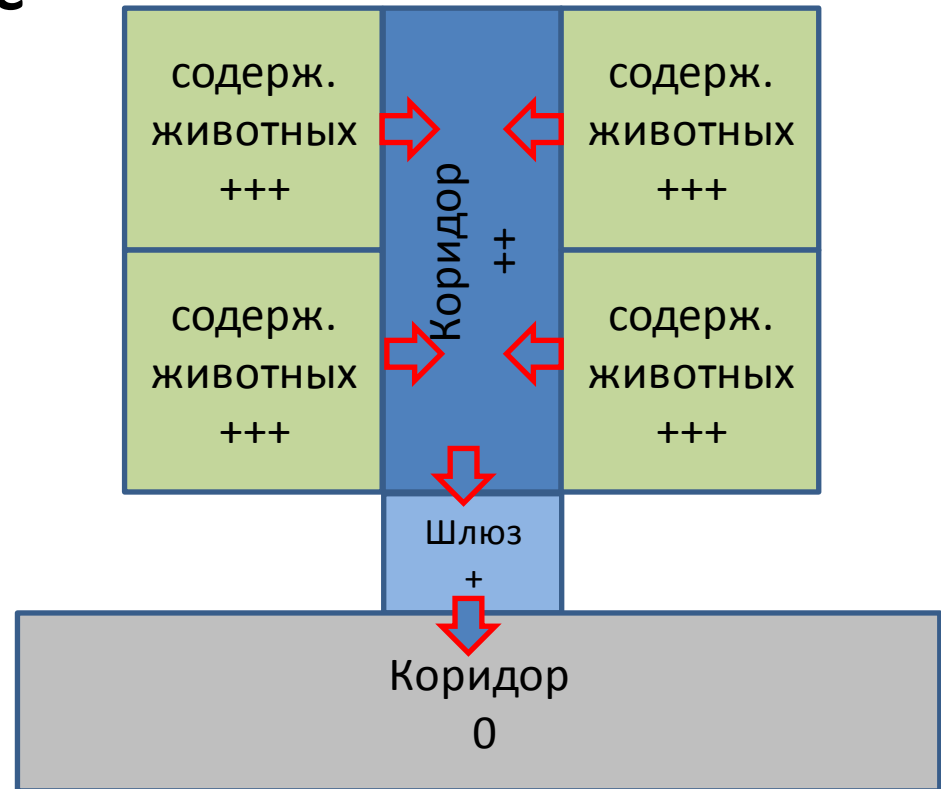 с
содерж.
животных
+++
содерж.
животных
+++
Коридор
++
содерж.
животных
+++
содерж.
животных
+++
Шлюз
+
Коридор
0